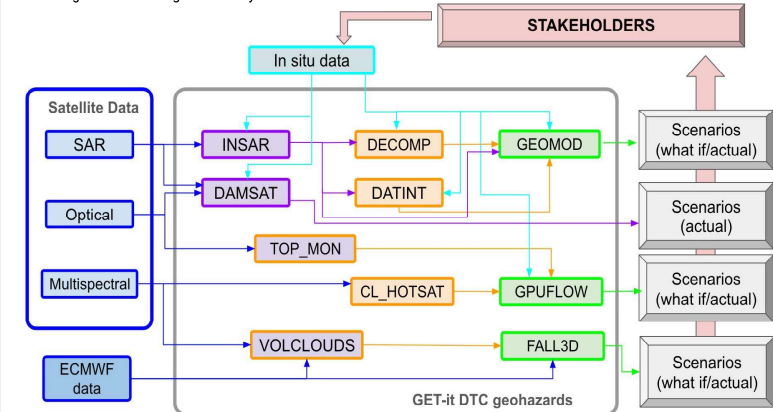 STAKEHOLDERS
In situ data
Satellite Data
SAR
INSAR
DECOMP
GEOMOD
Scenarios
(what if/actual)
DAMSAT
DATINT
Scenarios
(actual)
Optical
TOP_MON
Multispectral
CL_HOTSAT
GPUFLOW
Scenarios
(what if/actual)
VOLCLOUDS
FALL3D
Scenarios
(what if/actual)
ECMWF
data
GET-it DTC geohazards